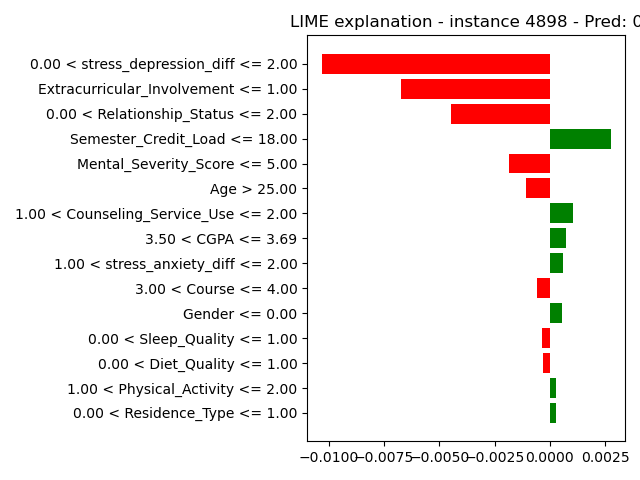 LIME explanation - instance 4898 - Pred: 0
0.00 < stress_depression_diff <= 2.00
Extracurricular_Involvement <= 1.00
0.00 < Relationship_Status <= 2.00
Semester_Credit_Load <= 18.00
Mental_Severity_Score <= 5.00
Age > 25.00
1.00 < Counseling_Service_Use <= 2.00
3.50 < CGPA <= 3.69
1.00 < stress_anxiety_diff <= 2.00
3.00 < Course <= 4.00
Gender <= 0.00
0.00 < Sleep_Quality <= 1.00
0.00 < Diet_Quality <= 1.00
1.00 < Physical_Activity <= 2.00
0.00 < Residence_Type <= 1.00
−0.0100 −0.0075 −0.0050 −0.0025 0.0000 0.0025